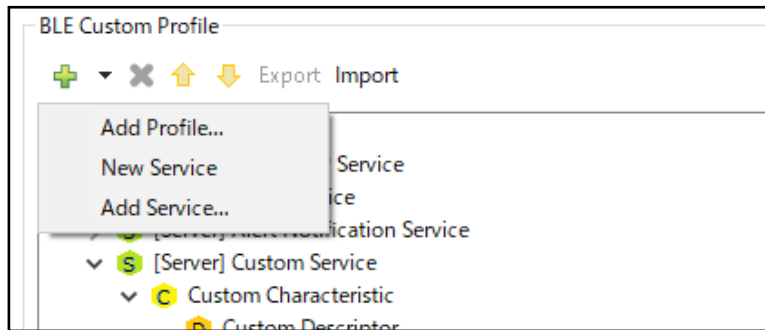 BLE Custom Profile
Export Import
Add Profile...
New Service
Service
Add Service...
ice
[Server] Alert Notification Service
S [Server] Custom Service
C Custom Characteristic
D Custom Descriptor